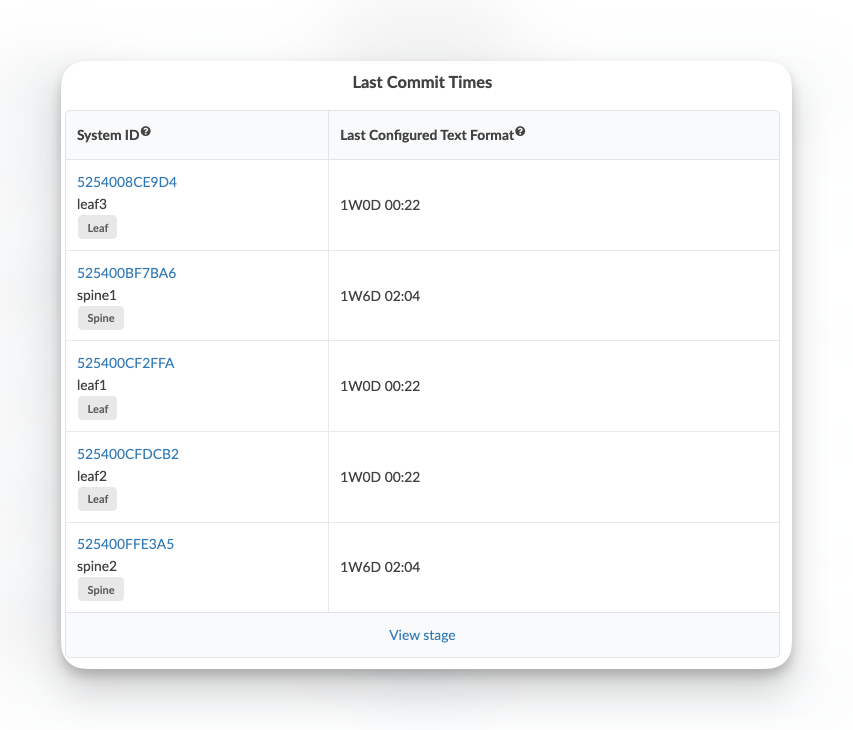 Last Commit Times
System ID
Last Configured Text Format
5254008CE9D4
leaf3
Leaf
1W0D 00:22
525400BF7BA6
spine1
Spine
1W6D 02:04
525400CF2FFA
leaf1
Leaf
1W0D 00:22
525400CFDCB2
leaf2
Leaf
1W0D 00:22
525400FFE3A5
spine2
Spine
1W6D 02:04
View stage